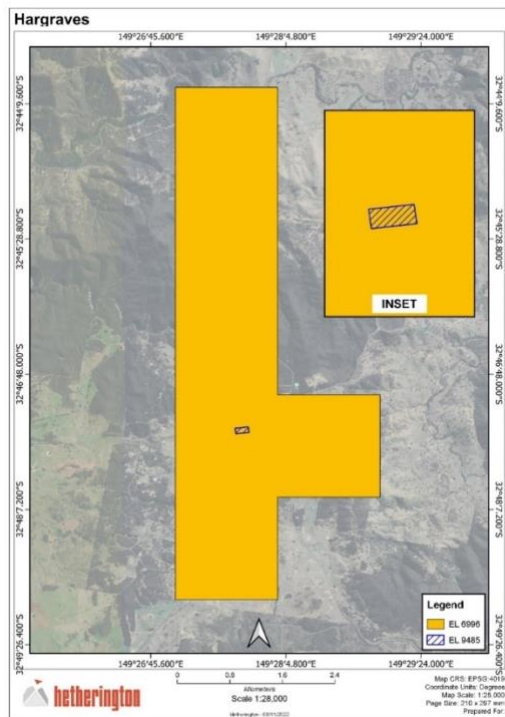 Hargraves
149°26'45.600"E 149°28'4.800"E 149°29'24.000"E
32°44'9.600"S 32°44'9.600"S
32°45'28.800"S 32°45'28.800"S
INSET
32°46'48.000"S 32°46'48.000"S
32°48'7.200"S 32°48'7.200"S
32°49'26.400"S 32°49'26.400"S
Legend
EL 6996
EL 9485
149°26'45.600"E 149°28'4.800"E 149°29'24.000"E
hetherington
0 0.8 1.6 2.4
Kilometers
Scale 1:28,000
Map CRS: EPSG:4019
Coordinate Units: Degrees
Map Scale: 1:28,000
Page Size: 210 x 297 mm
Prepared For: